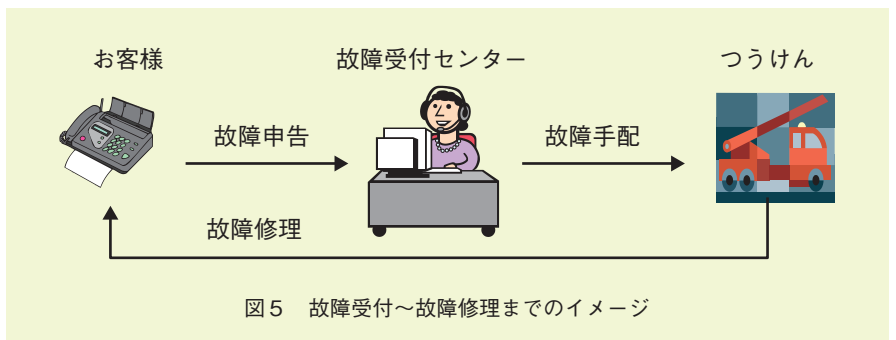 お客様
故障受付センター
つうけん
故障申告
故障手配
故障修理
図5　故障受付～故障修理までのイメージ